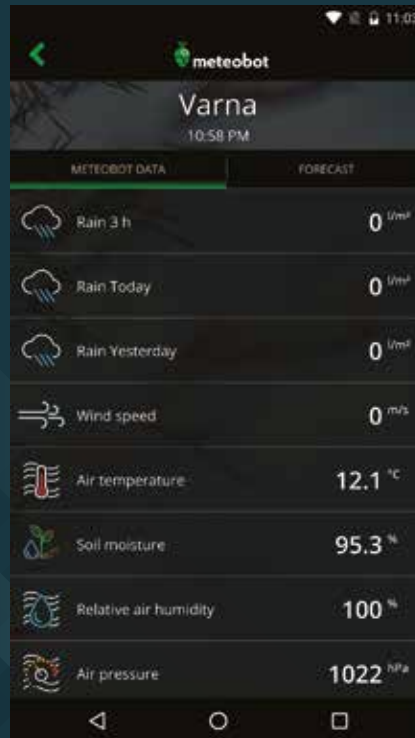 11:03
meteobot
Varna
10:58 PM
METEOBOT DATA FORECAST
Rain 3 h 0 l/m²
Rain Today 0 l/m²
Rain Yesterday 0 l/m²
Wind speed 0 m/s
Air temperature 12.1 °C
Soil moisture 95.3 %
Relative air humidity 100 %
Air pressure 1022 hPa